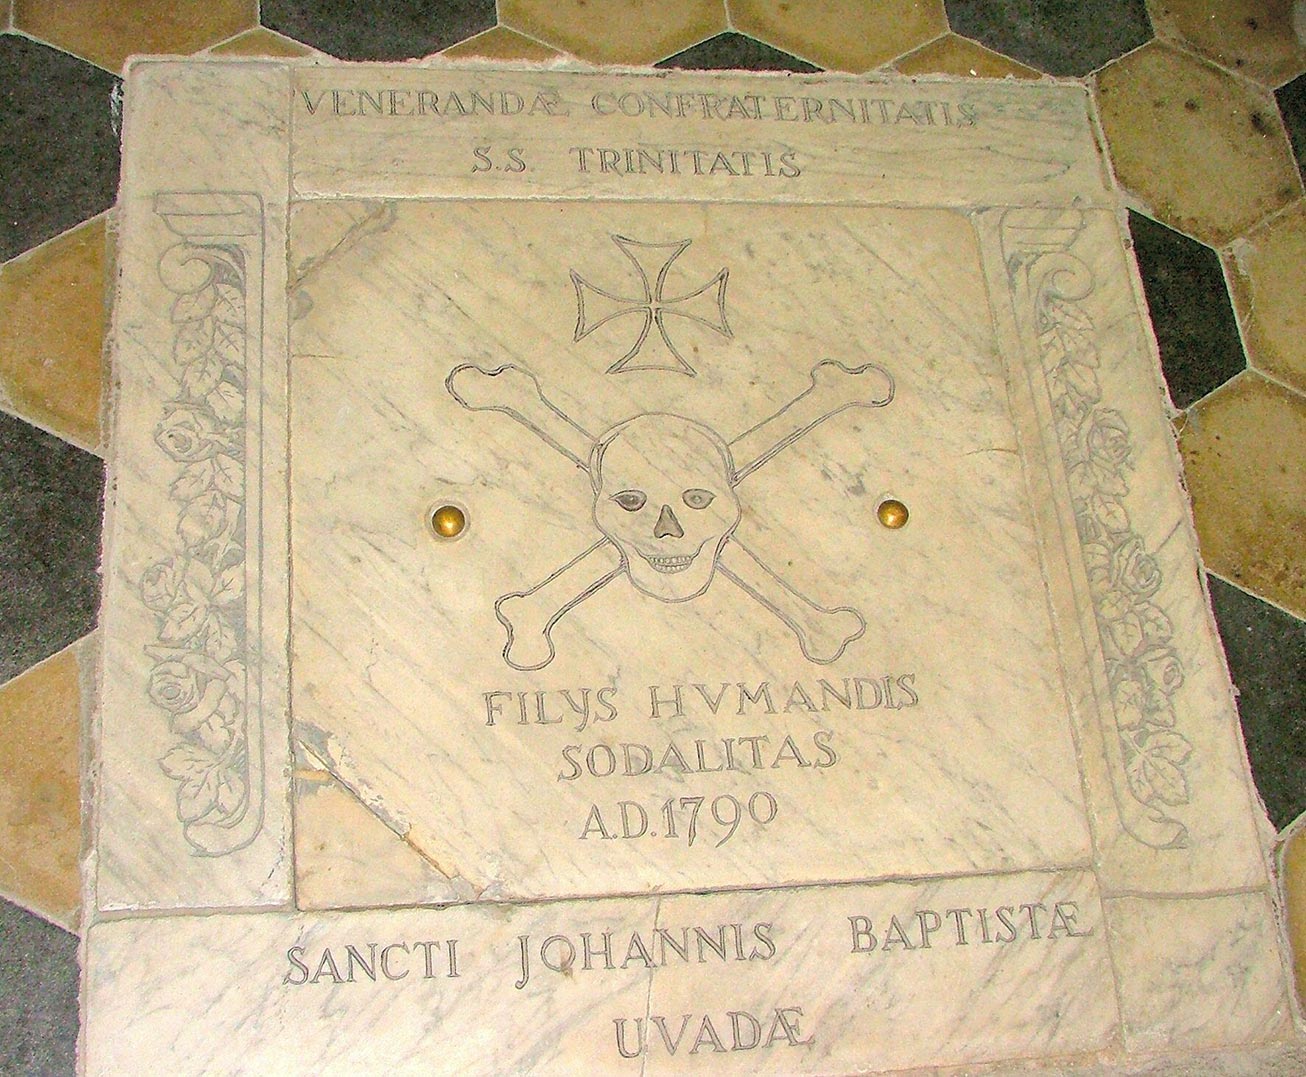 VENERANDÆ CONFRATERNITATIS
S.S TRINITATIS
FILYS HVMANDIS
SODALITAS
A.D.1790
SANCTI JOHANNIS BAPTISTÆ
UVADÆ